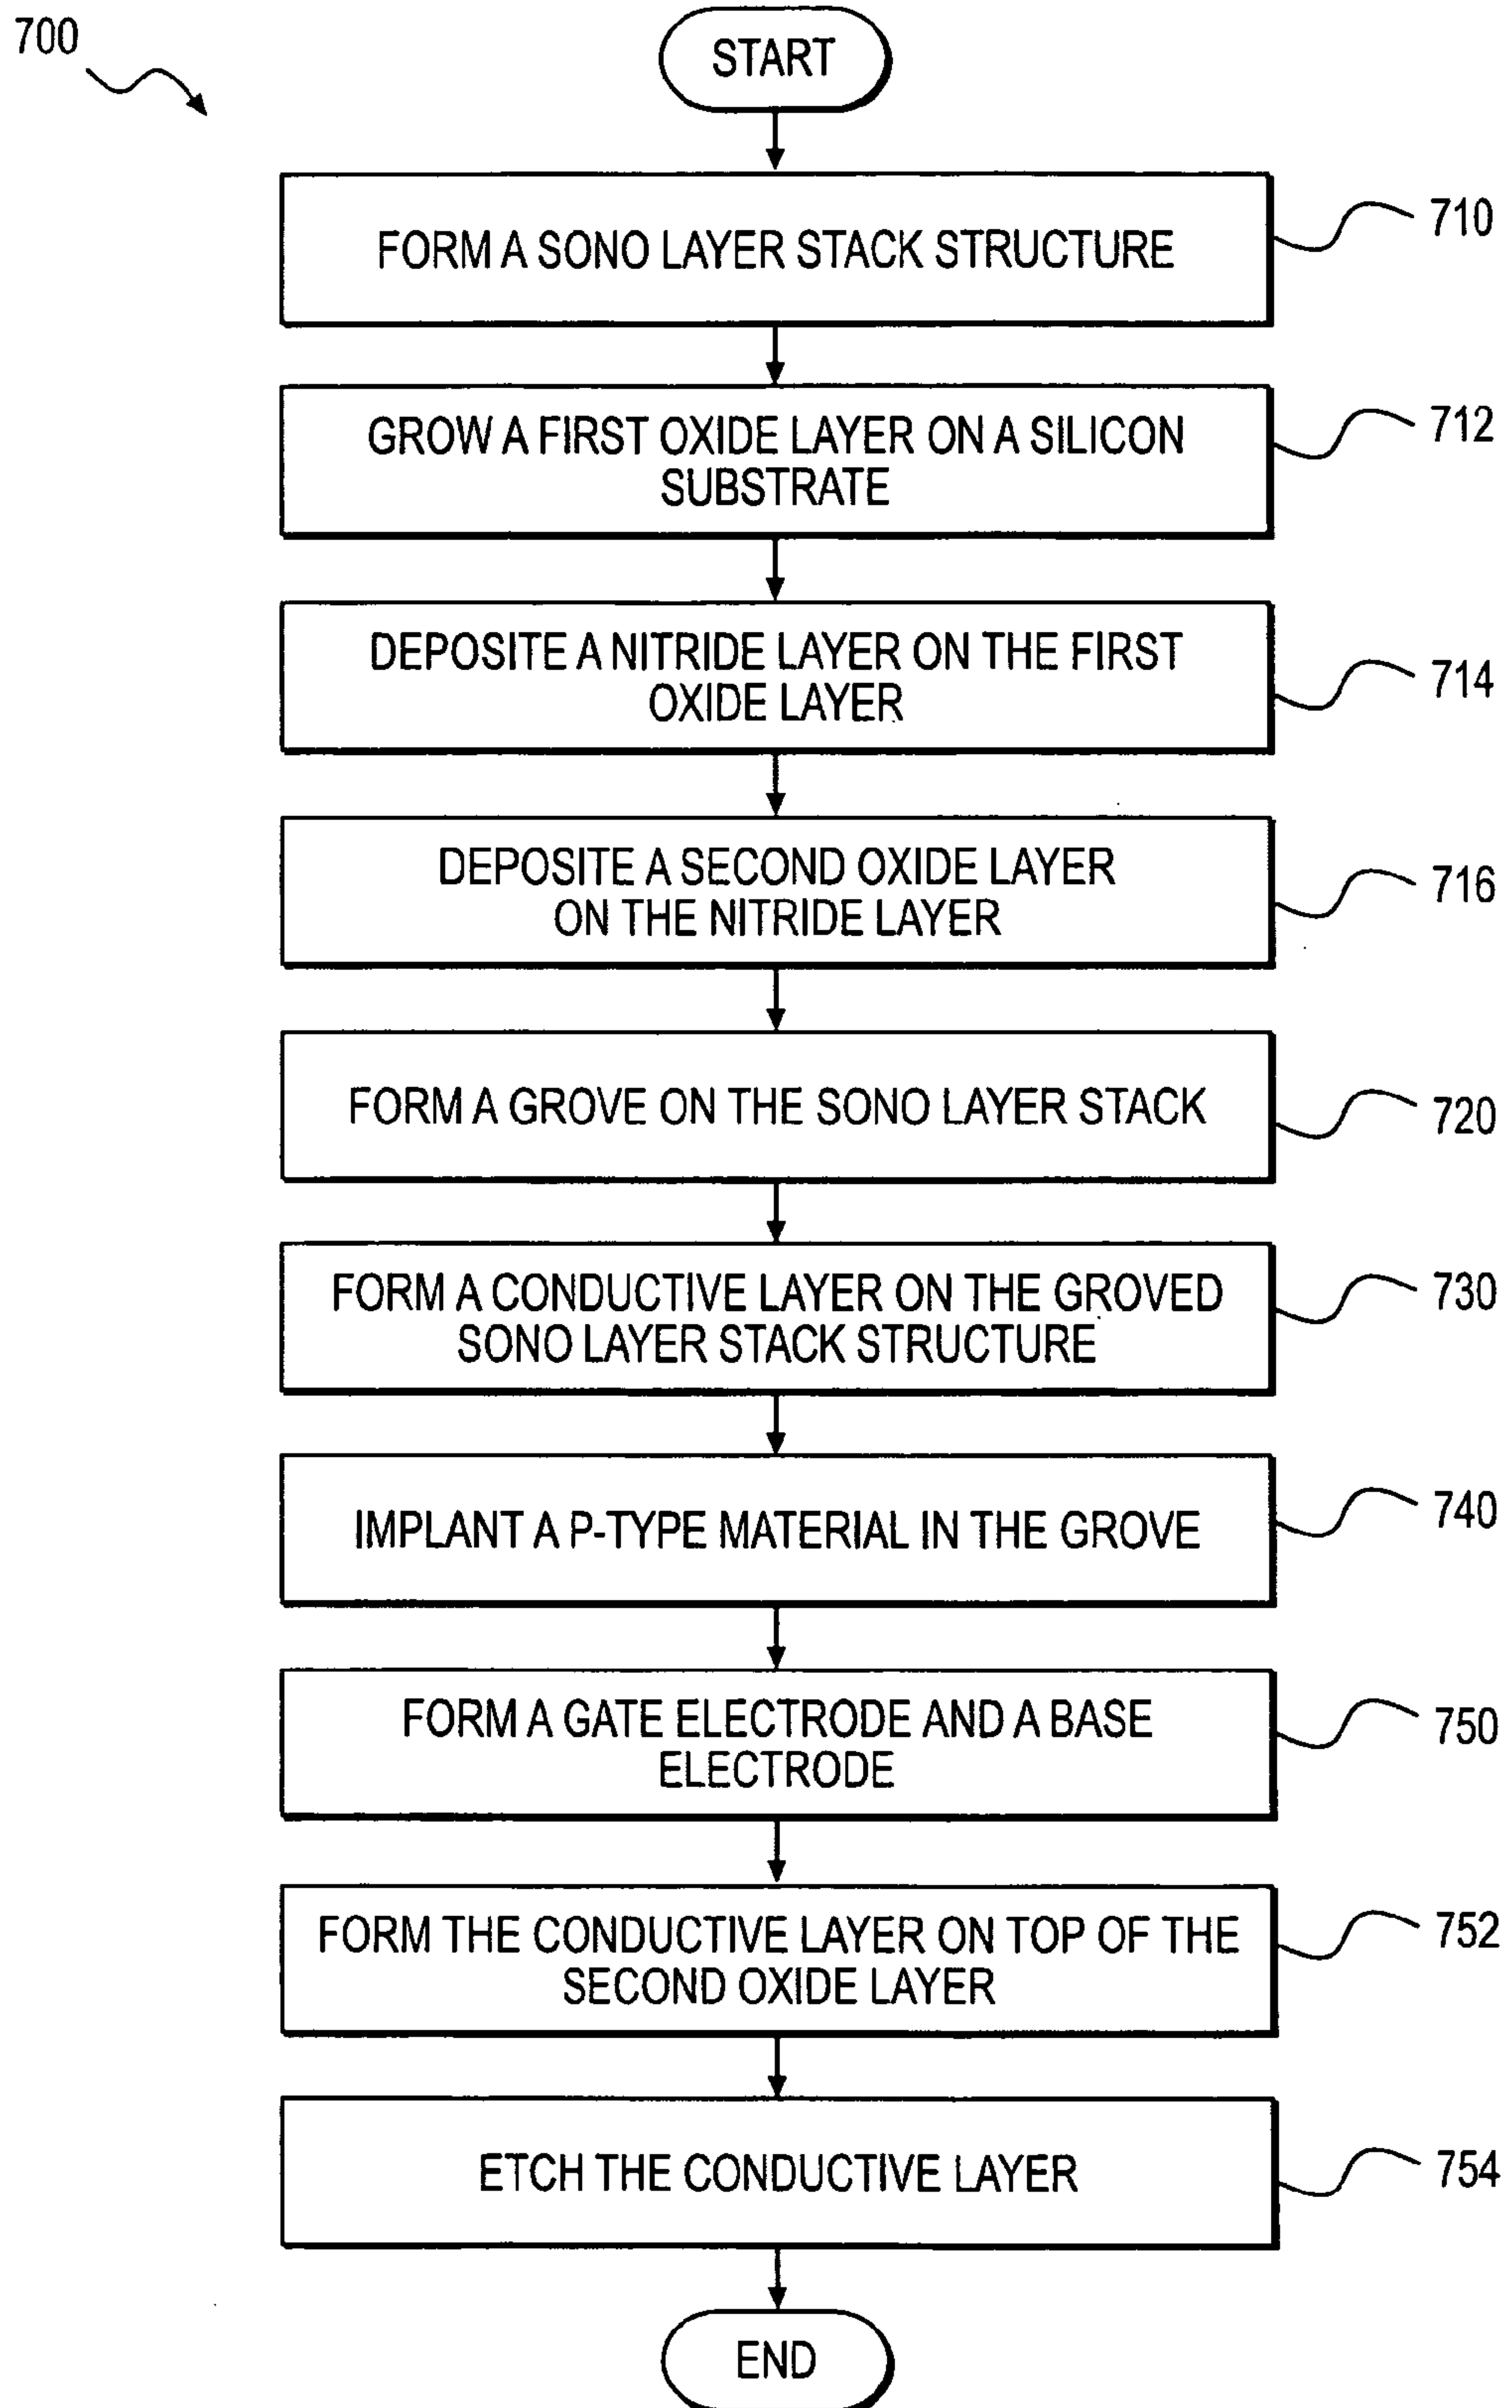 700
START
FORM A SONO LAYER STACK STRUCTURE
710
GROW A FIRST OXIDE LAYER ON A SILICON
SUBSTRATE
712
DEPOSITE A NITRIDE LAYER ON THE FIRST
OXIDE LAYER
714
DEPOSITE A SECOND OXIDE LAYER
ON THE NITRIDE LAYER
716
FORM A GROVE ON THE SONO LAYER STACK
720
FORM A CONDUCTIVE LAYER ON THE GROVED
SONO LAYER STACK STRUCTURE
730
IMPLANT A P-TYPE MATERIAL IN THE GROVE
740
FORM A GATE ELECTRODE AND A BASE
ELECTRODE
750
FORM THE CONDUCTIVE LAYER ON TOP OF THE
SECOND OXIDE LAYER
752
ETCH THE CONDUCTIVE LAYER
754
END